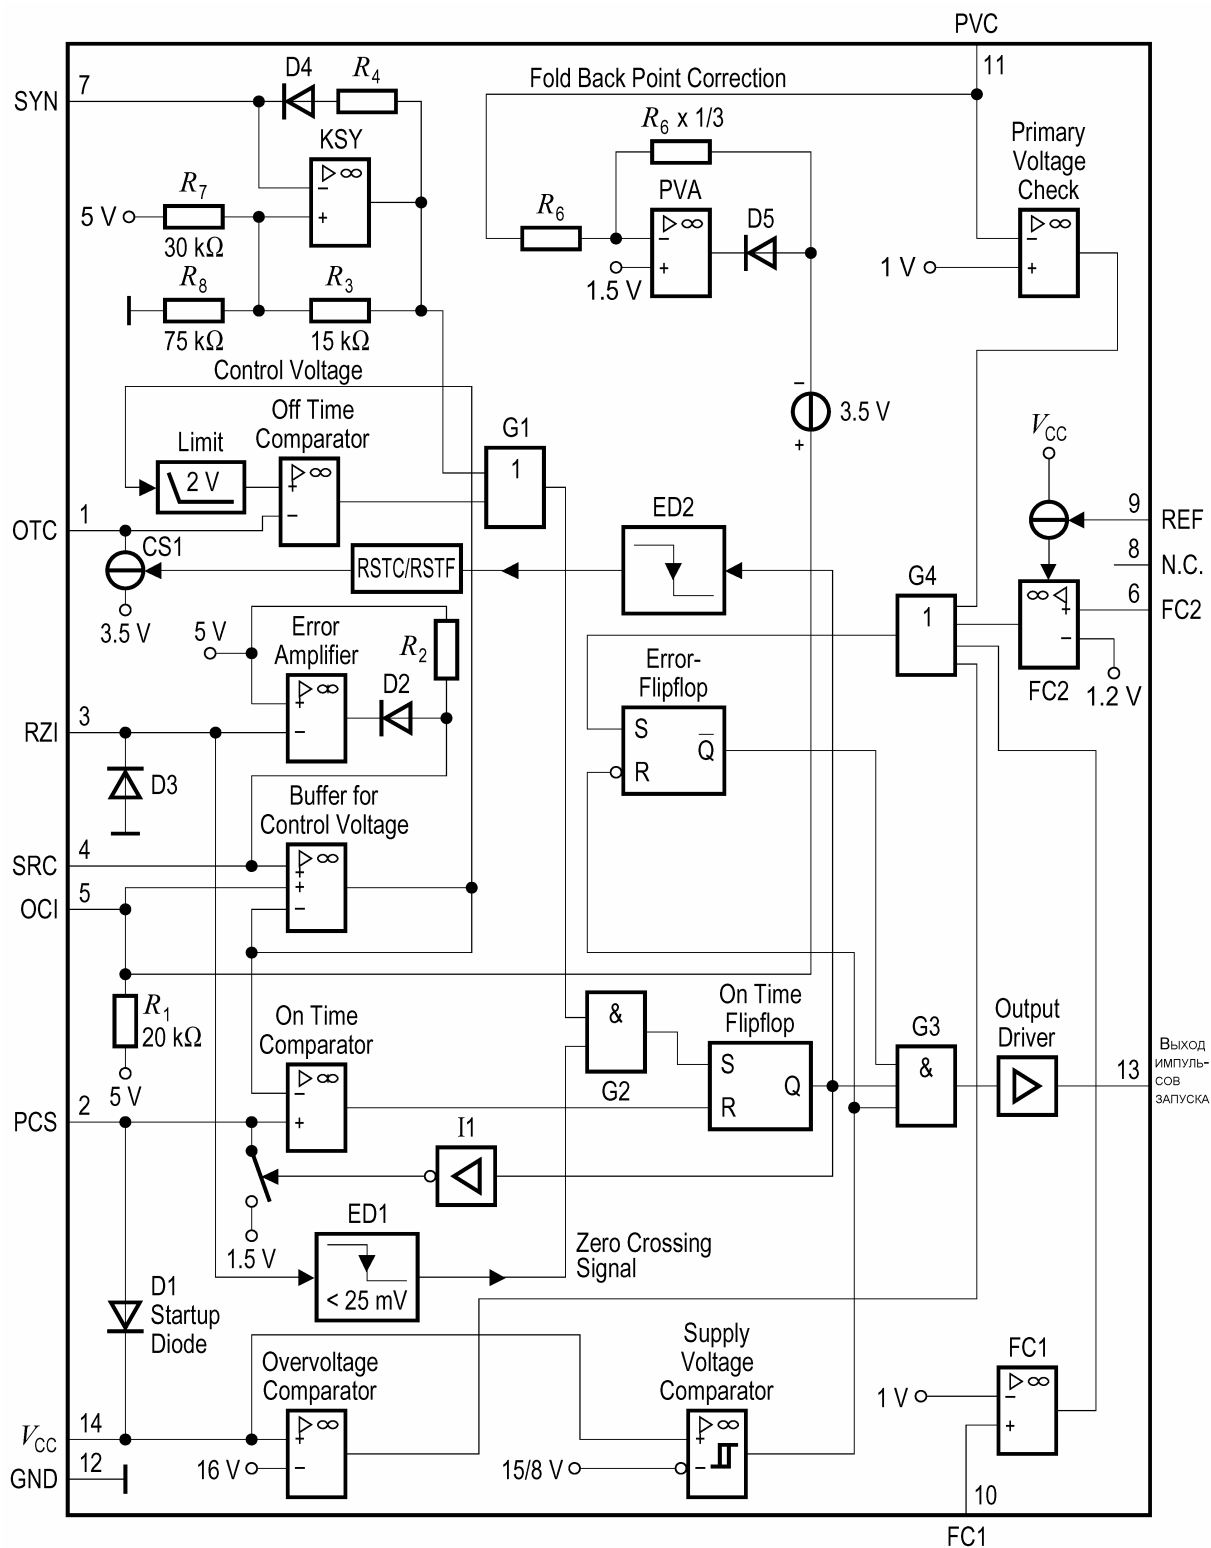 PVC
11
SYN
7
D4
R4
KSY
▷ ∞
−
+
5 V
R7
30 kΩ
R8
75 kΩ
R3
15 kΩ
Fold Back Point Correction
R6 x 1/3
R6
PVA
▷ ∞
−
+
1.5 V
D5
Primary
Voltage
Check
▷ ∞
−
+
1 V
Control Voltage
Off Time
Comparator
Limit
2 V
▷ ∞
+
−
G1
1
−
3.5 V
+
VCC
OTC
1
CS1
3.5 V
RSTC/RSTF
ED2
9
REF
8
N.C.
6
FC2
G4
1
∞ ◁
+
−
FC2
1.2 V
5 V
Error
Amplifier
R2
▷ ∞
+
−
D2
RZI
3
D3
Error-
Flipflop
S
R
Q̅
Buffer for
Control Voltage
SRC
4
▷ ∞
+
+
−
OCI
5
R1
20 kΩ
5 V
On Time
Comparator
▷ ∞
−
+
&
G2
On Time
Flipflop
S
R
Q
G3
&
Output
Driver
13
Выход
импуль-
сов
запуска
PCS
2
I1
1.5 V
ED1
< 25 mV
Zero Crossing
Signal
D1
Startup
Diode
Overvoltage
Comparator
▷ ∞
+
−
16 V
Supply
Voltage
Comparator
▷ ∞
+
−
15/8 V
FC1
▷ ∞
−
+
1 V
VCC
14
GND
12
10
FC1